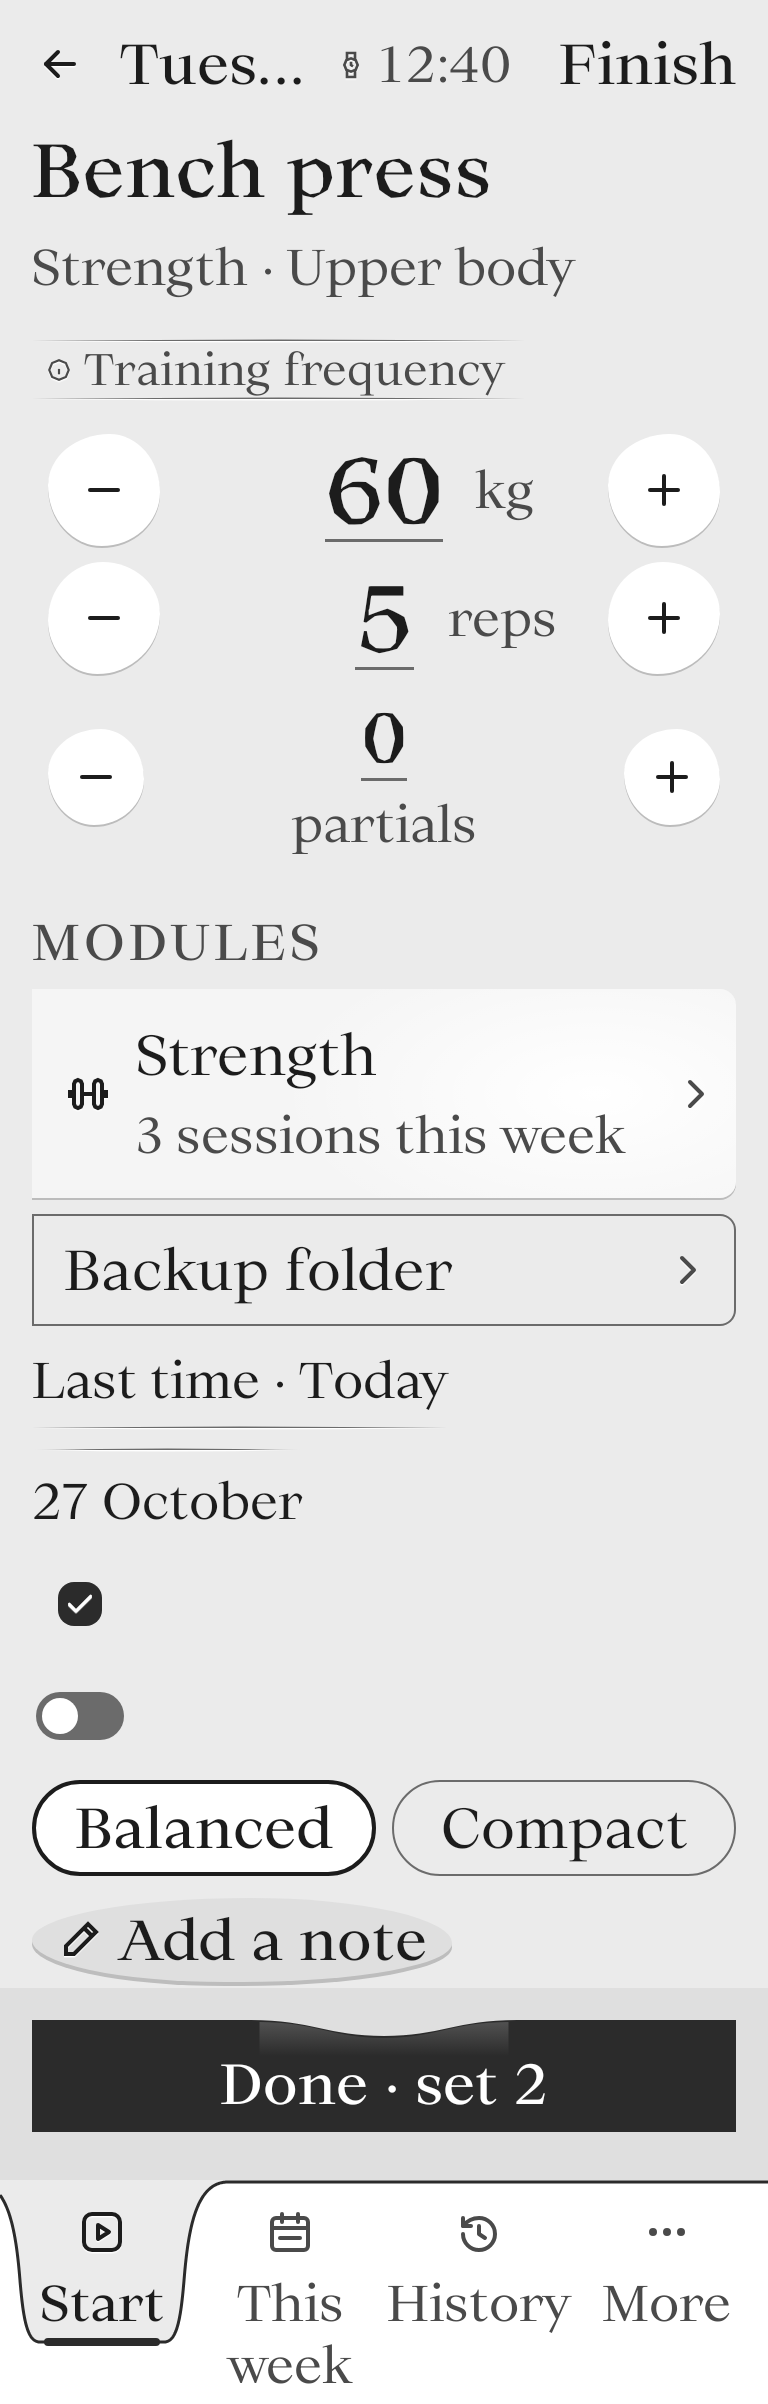 Tues... 12:40 Finish
Bench press
Strength · Upper body
Training frequency
60 kg
5 reps
0
partials
MODULES
Strength
3 sessions this week
Backup folder
Last time · Today
27 October
Balanced Compact
Add a note
Done · set 2
Start This week History More